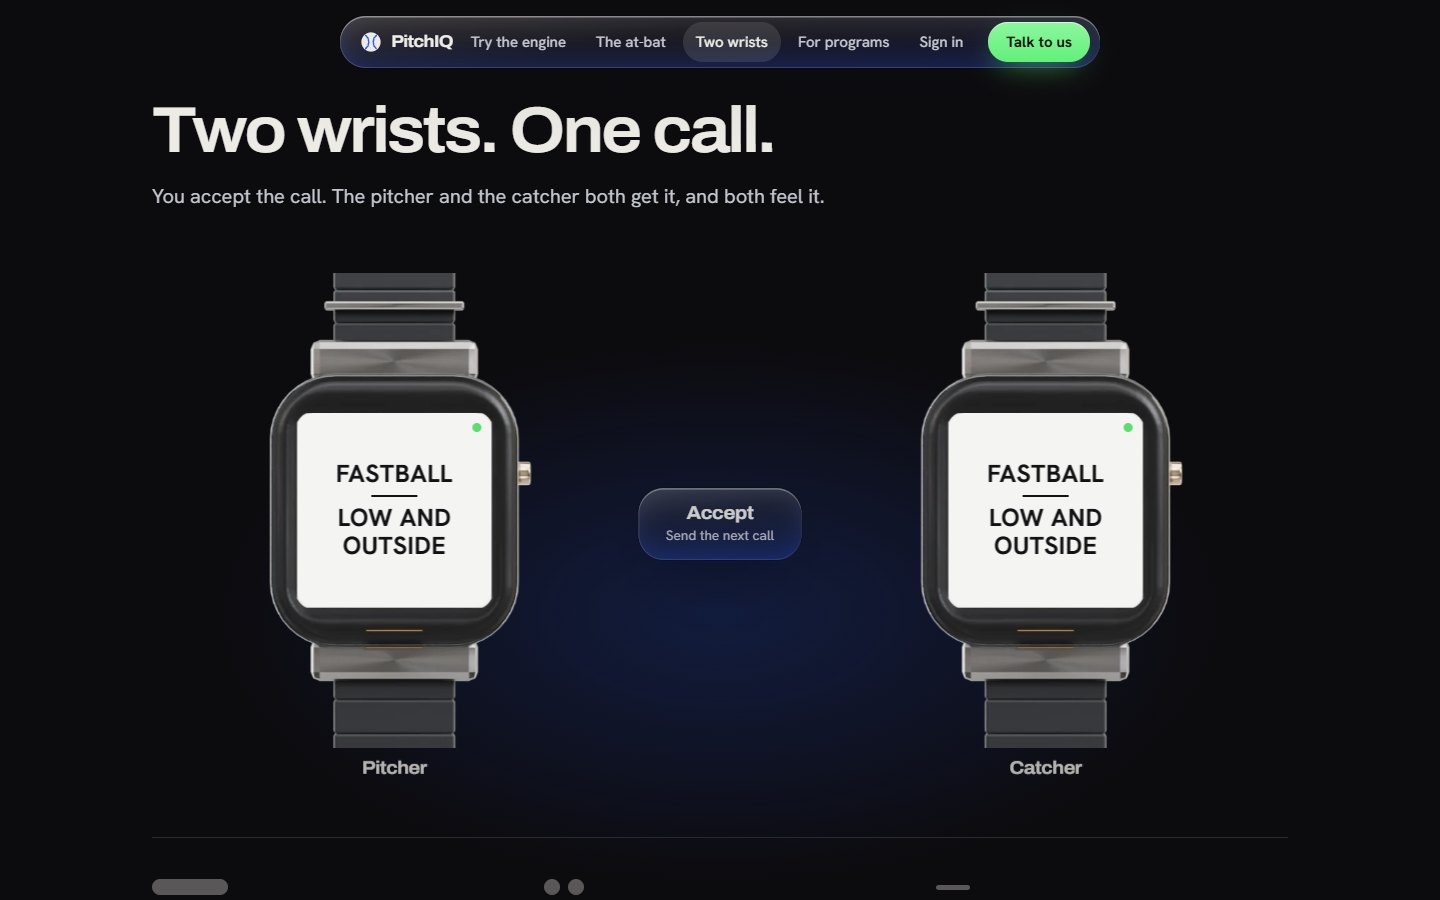 PitchIQ
Try the engine
The at-bat
Two wrists
For programs
Sign in
Talk to us
Two wrists. One call.
You accept the call. The pitcher and the catcher both get it, and both feel it.
FASTBALL
LOW AND
OUTSIDE
Accept
Send the next call
FASTBALL
LOW AND
OUTSIDE
Pitcher
Catcher